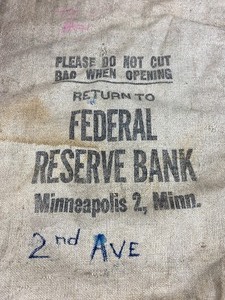 PLEASE DO NOT CUT
BAG WHEN OPENING
RETURN TO
FEDERAL
RESERVE BANK
Minneapolis 2, Minn.
2nd AVE